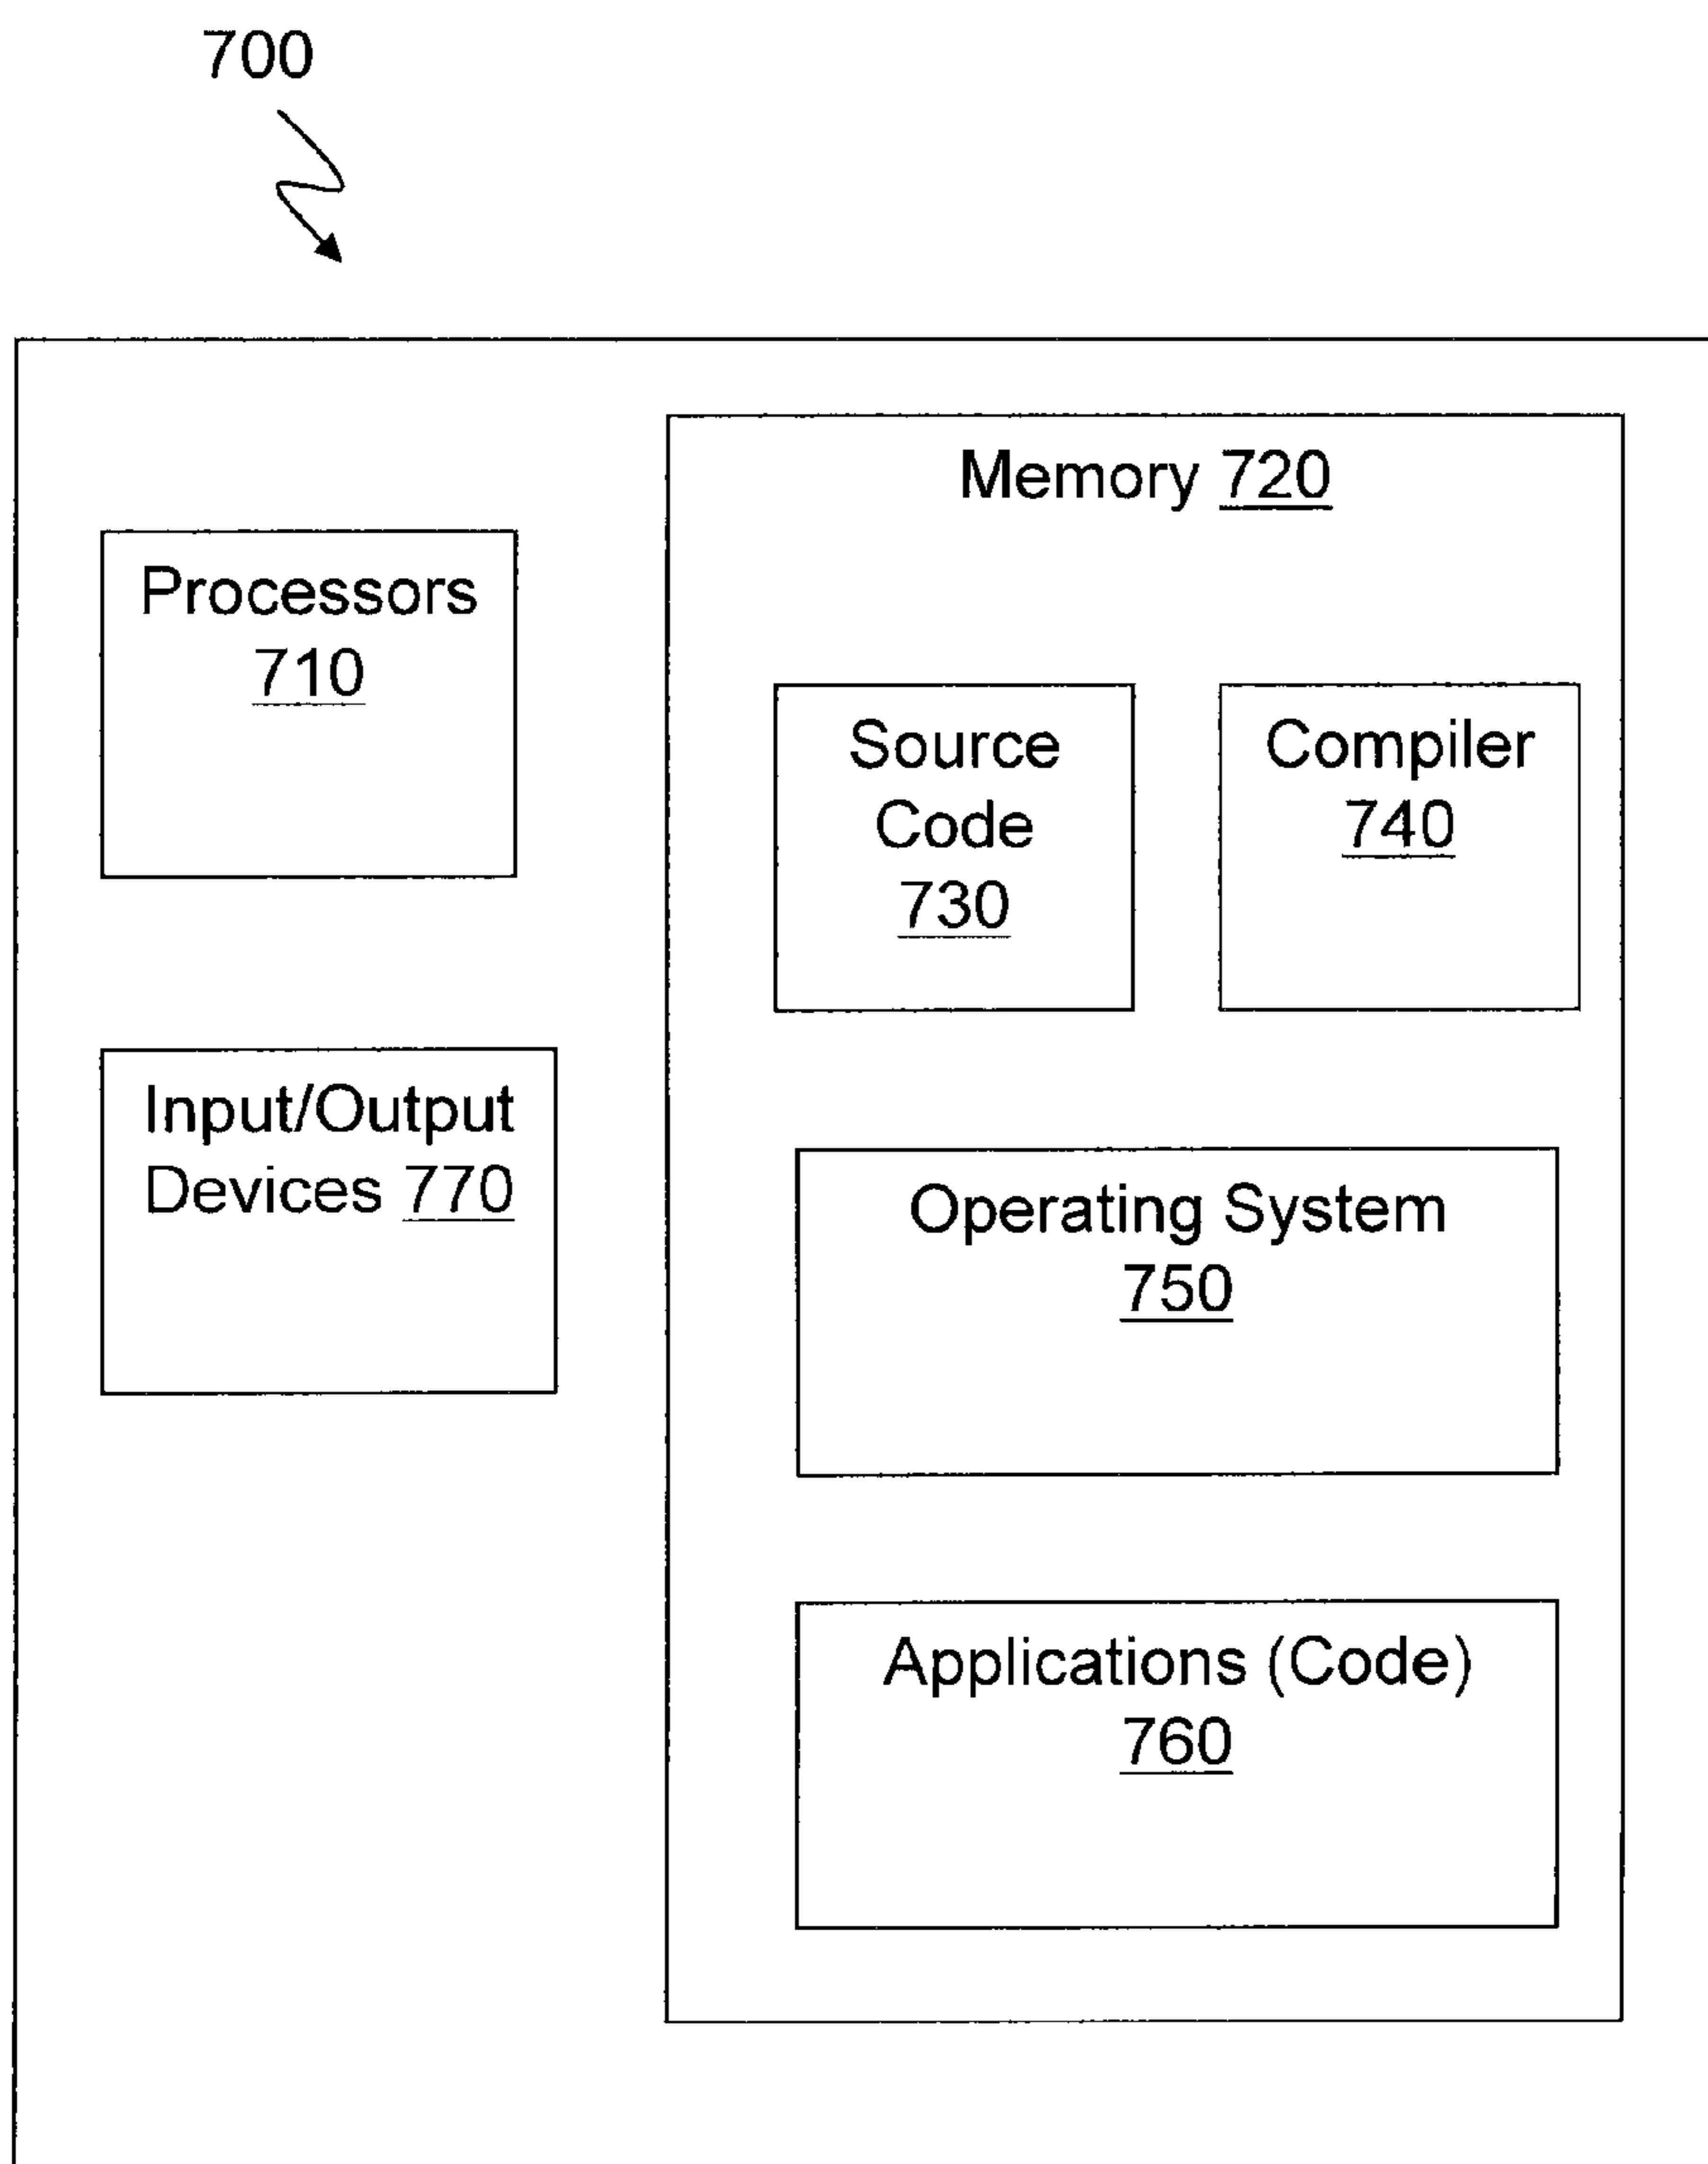 700
Memory 720
Processors
710
Source
Code
730
Compiler
740
Input/Output
Devices 770
Operating System
750
Applications (Code)
760